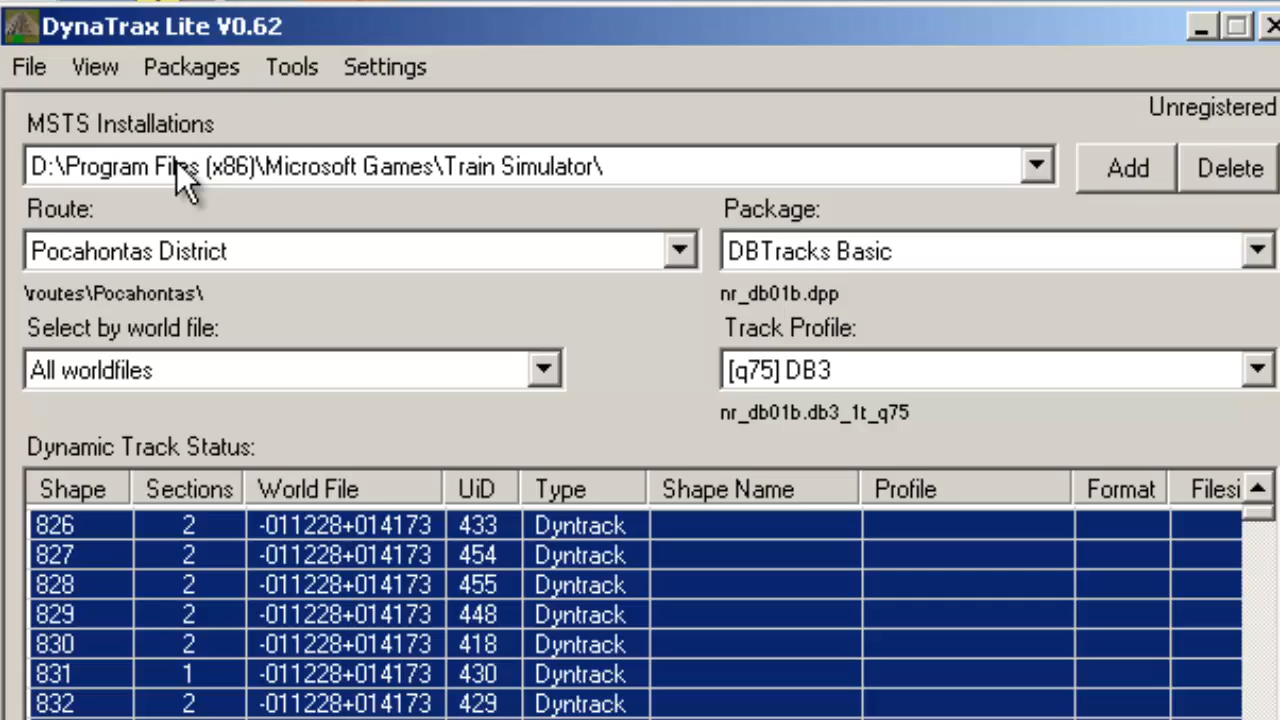 DynaTrax Lite V0.62
File View Packages Tools Settings
Unregistered
MSTS Installations
D:\Program Files (x86)\Microsoft Games\Train Simulator\ Add Delete
Route: Package:
Pocahontas District DBTracks Basic
\routes\Pocahontas\ nr_db01b.dpp
Select by world file: Track Profile:
All worldfiles [q75] DB3
nr_db01b.db3_1t_q75
Dynamic Track Status:
Shape Sections World File UiD Type Shape Name Profile Format Filesi
826 2 -011228+014173 433 Dyntrack
827 2 -011228+014173 454 Dyntrack
828 2 -011228+014173 455 Dyntrack
829 2 -011228+014173 448 Dyntrack
830 2 -011228+014173 418 Dyntrack
831 1 -011228+014173 430 Dyntrack
832 2 -011228+014173 429 Dyntrack